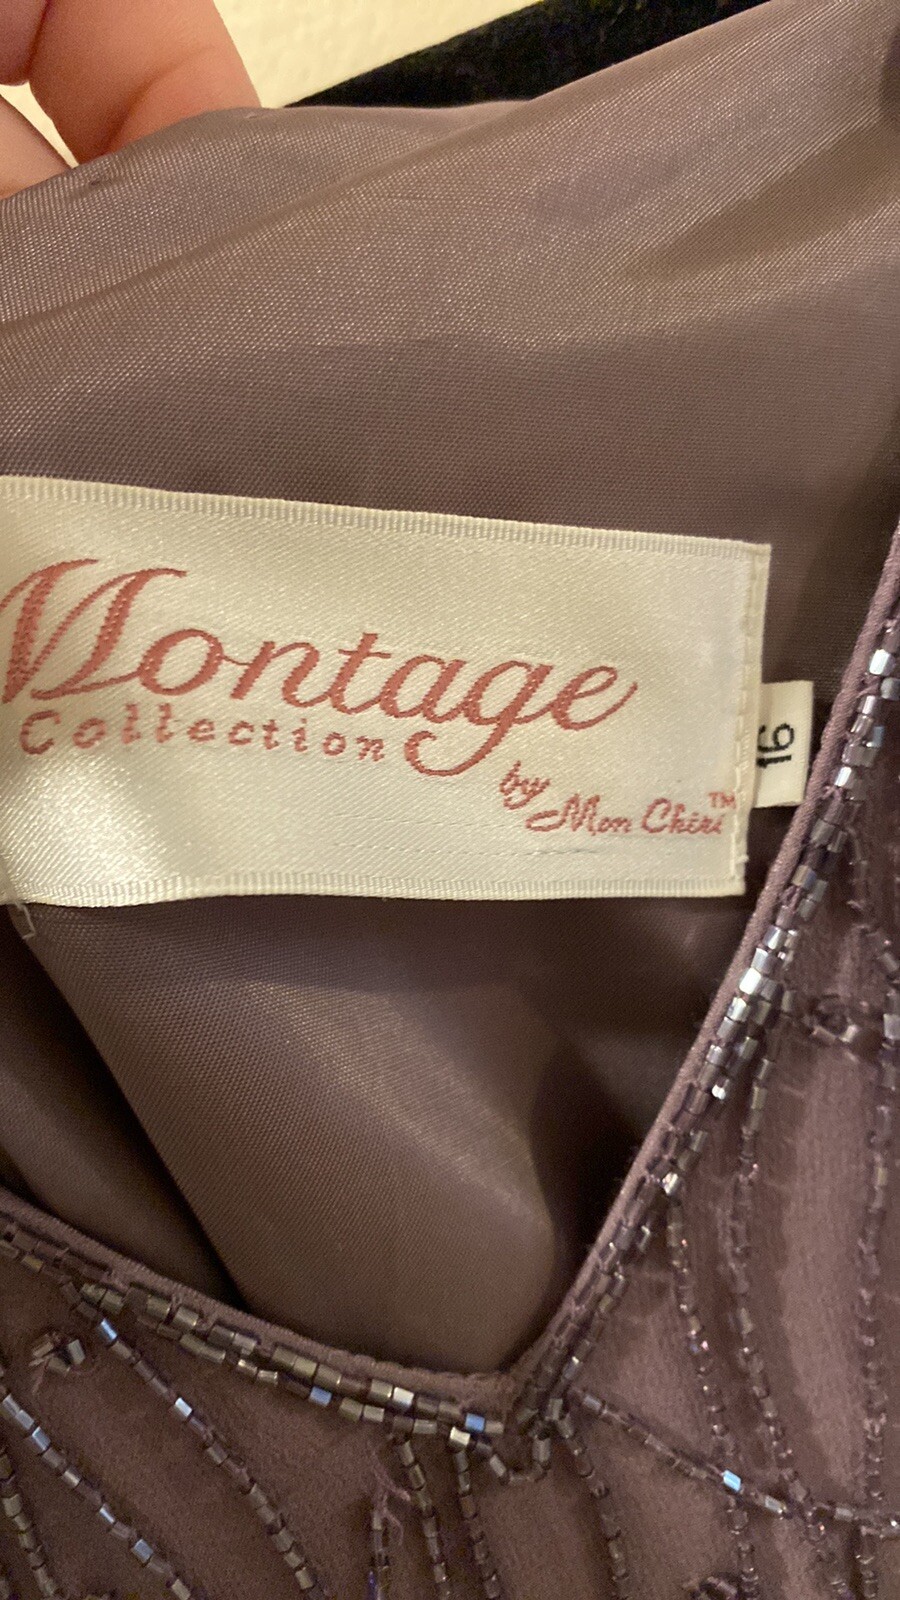 Montage
Collection
by
Mon Chéri™
16